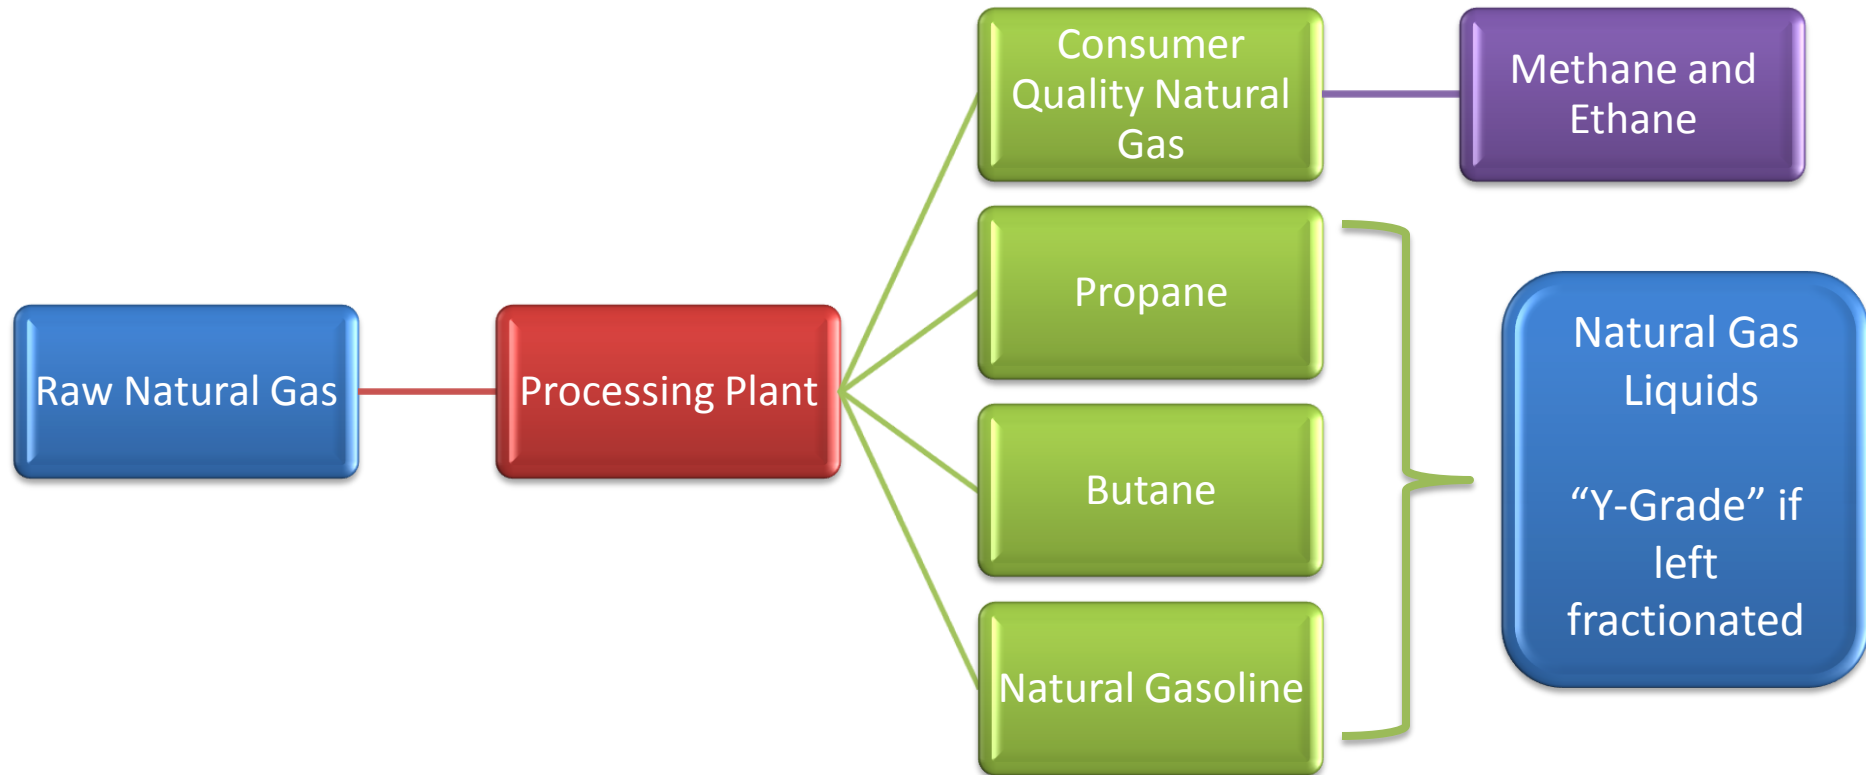 Raw Natural Gas
Processing Plant
Consumer
Quality Natural
Gas
Methane and
Ethane
Propane
Butane
Natural Gasoline
Natural Gas
Liquids
“Y-Grade” if
left
fractionated